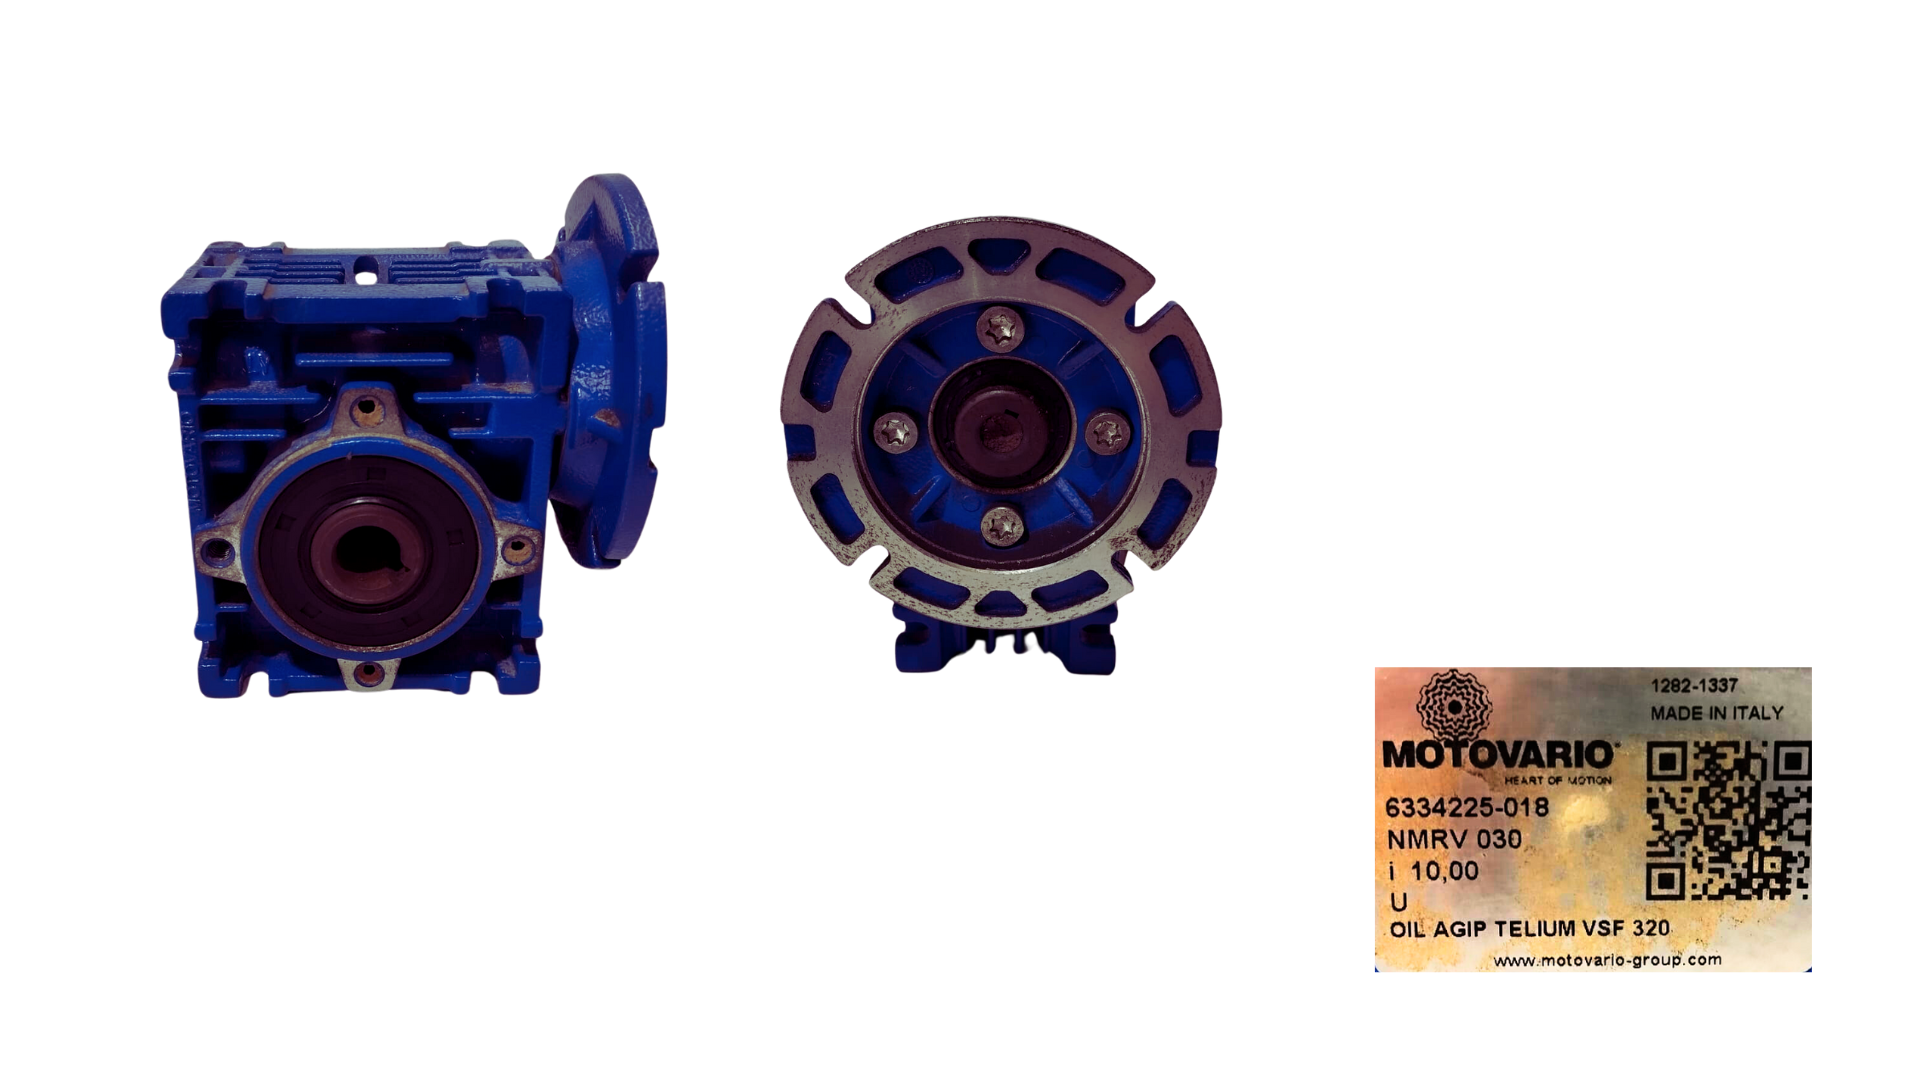 MOTOVARIO
1282-1337
MADE IN ITALY
MOTOVARIO
HEART OF MOTION
6334225-018
NMRV 030
i 10,00
U
OIL AGIP TELIUM VSF 320
www.motovario-group.com